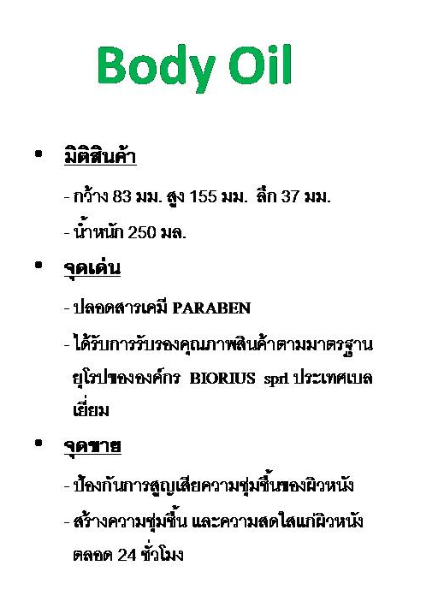 Body Oil
• มิติสินค้า
- กว้าง 83 มม. สูง 155 มม. ลึก 37 มม.
- น้ำหนัก 250 มล.
• จุดเด่น
- ปลอดสารเคมี PARABEN
- ได้รับการรับรองคุณภาพสินค้าตามมาตรฐาน
ยุโรปขององค์กร BIORIUS sprl ประเทศเบล
เยี่ยม
• จุดขาย
- ป้องกันการสูญเสียความชุ่มชื้นของผิวหนัง
- สร้างความชุ่มชื้น และความสดใสแก่ผิวหนัง
ตลอด 24 ชั่วโมง